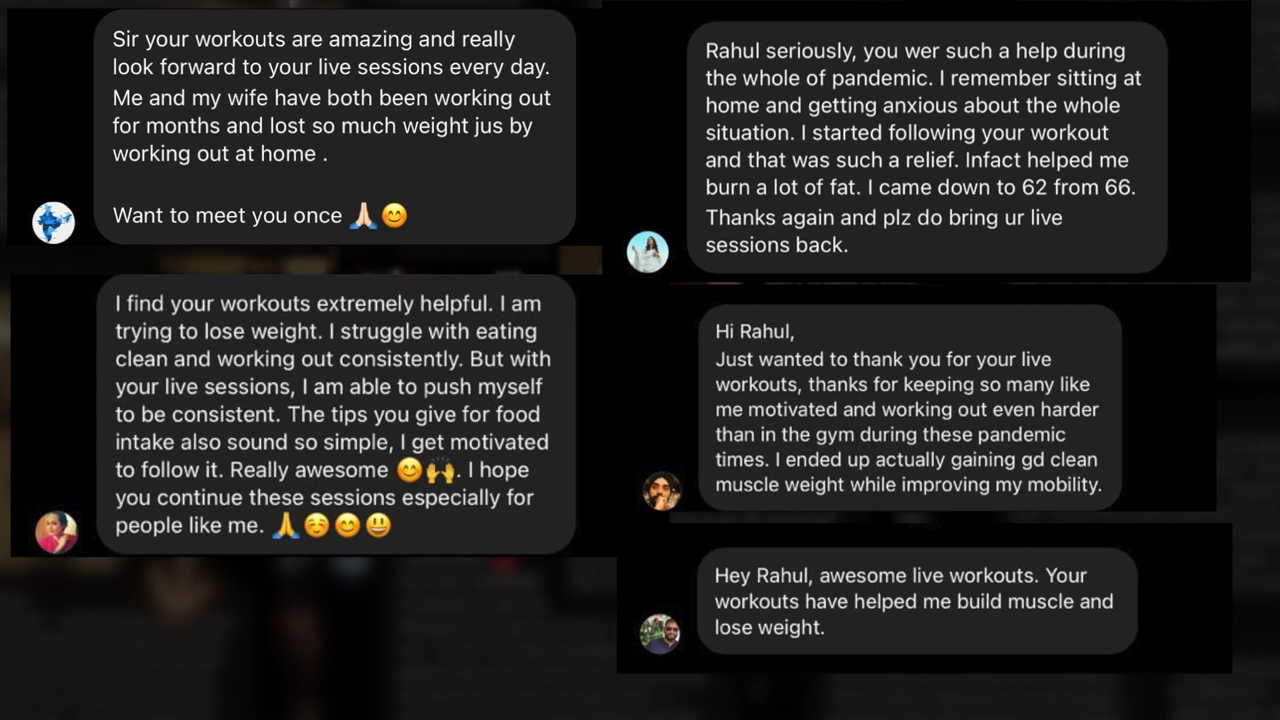 Sir your workouts are amazing and really
look forward to your live sessions every day.
Me and my wife have both been working out
for months and lost so much weight jus by
working out at home .
Want to meet you once 🙏🏻😊
I find your workouts extremely helpful. I am
trying to lose weight. I struggle with eating
clean and working out consistently. But with
your live sessions, I am able to push myself
to be consistent. The tips you give for food
intake also sound so simple, I get motivated
to follow it. Really awesome 😊🙌. I hope
you continue these sessions especially for
people like me. 🙏☺️😊😃
Rahul seriously, you wer such a help during
the whole of pandemic. I remember sitting at
home and getting anxious about the whole
situation. I started following your workout
and that was such a relief. Infact helped me
burn a lot of fat. I came down to 62 from 66.
Thanks again and plz do bring ur live
sessions back.
Hi Rahul,
Just wanted to thank you for your live
workouts, thanks for keeping so many like
me motivated and working out even harder
than in the gym during these pandemic
times. I ended up actually gaining gd clean
muscle weight while improving my mobility.
Hey Rahul, awesome live workouts. Your
workouts have helped me build muscle and
lose weight.